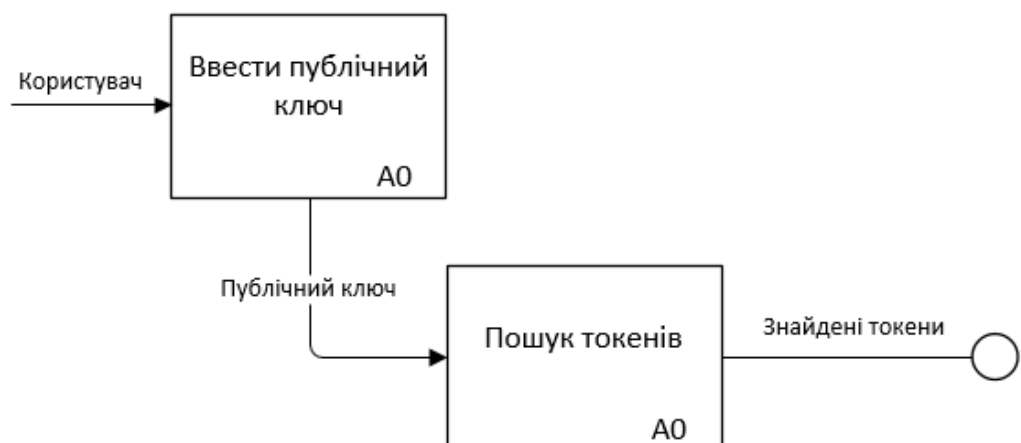 Користувач
Ввести публічний
ключ
A0
Публічний ключ
Пошук токенів
Знайдені токени
A0